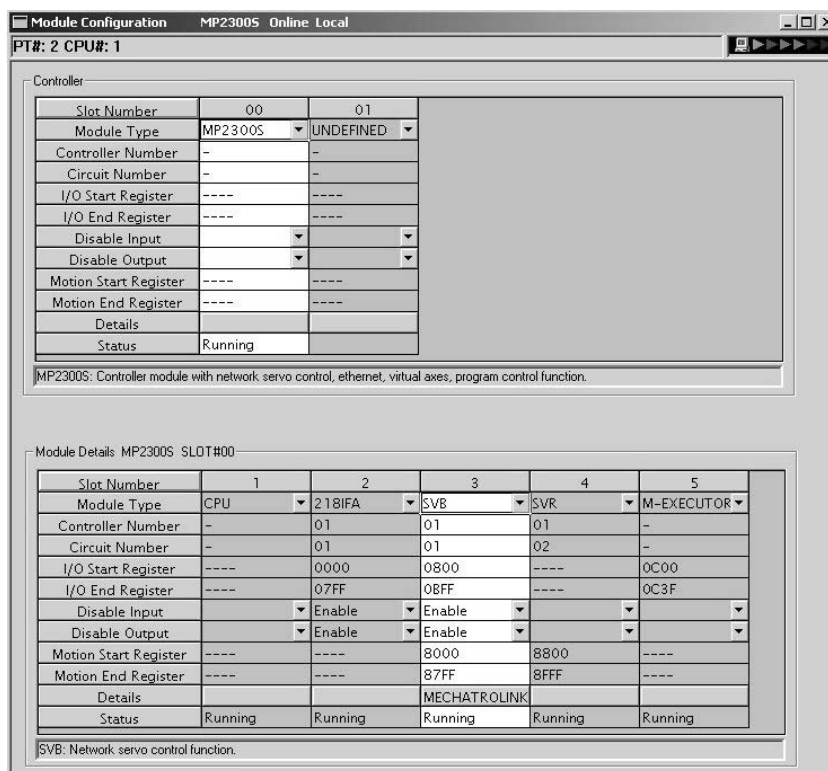 Module Configuration MP2300S Online Local
PT#: 2 CPU#: 1
Controller
Slot Number 00 01
Module Type MP2300S UNDEFINED
Controller Number - -
Circuit Number - -
I/O Start Register ---- ----
I/O End Register ---- ----
Disable Input
Disable Output
Motion Start Register ---- ----
Motion End Register ---- ----
Details
Status Running
MP2300S: Controller module with network servo control, ethernet, virtual axes, program control function.
Module Details MP2300S SLOT#00
Slot Number 1 2 3 4 5
Module Type CPU 218IFA SVB SVR M-EXECUTOR
Controller Number - 01 01 01 -
Circuit Number - 01 01 02 -
I/O Start Register ---- 0000 0800 ---- 0C00
I/O End Register ---- 07FF 0BFF ---- 0C3F
Disable Input Enable Enable
Disable Output Enable Enable
Motion Start Register ---- ---- 8000 8800 ----
Motion End Register ---- ---- 87FF 8FFF ----
Details MECHATROLINK
Status Running Running Running Running Running
SVB: Network servo control function.